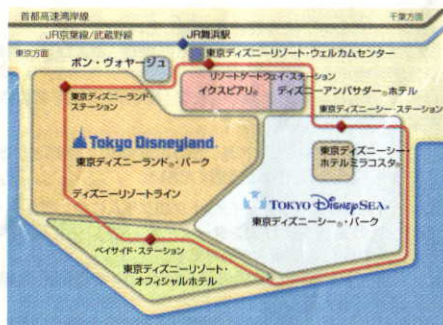 首都高速湾岸線
千葉方面
JR京葉線/武蔵野線
JR舞浜駅
東京方面
東京ディズニーリゾート・ウェルカムセンター
ボン・ヴォヤージュ
リゾートゲートウェイ・ステーション
イクスピアリ®
ディズニーアンバサダー®ホテル
東京ディズニーランド・
ステーション
東京ディズニーシー・ステーション
Tokyo Disneyland®
東京ディズニーランド®・パーク
東京ディズニーシー・
ホテルミラコスタ®
ディズニーリゾートライン
TOKYO DISNEYSEA®
東京ディズニーシー®・パーク
ベイサイド・ステーション
東京ディズニーリゾート・
オフィシャルホテル